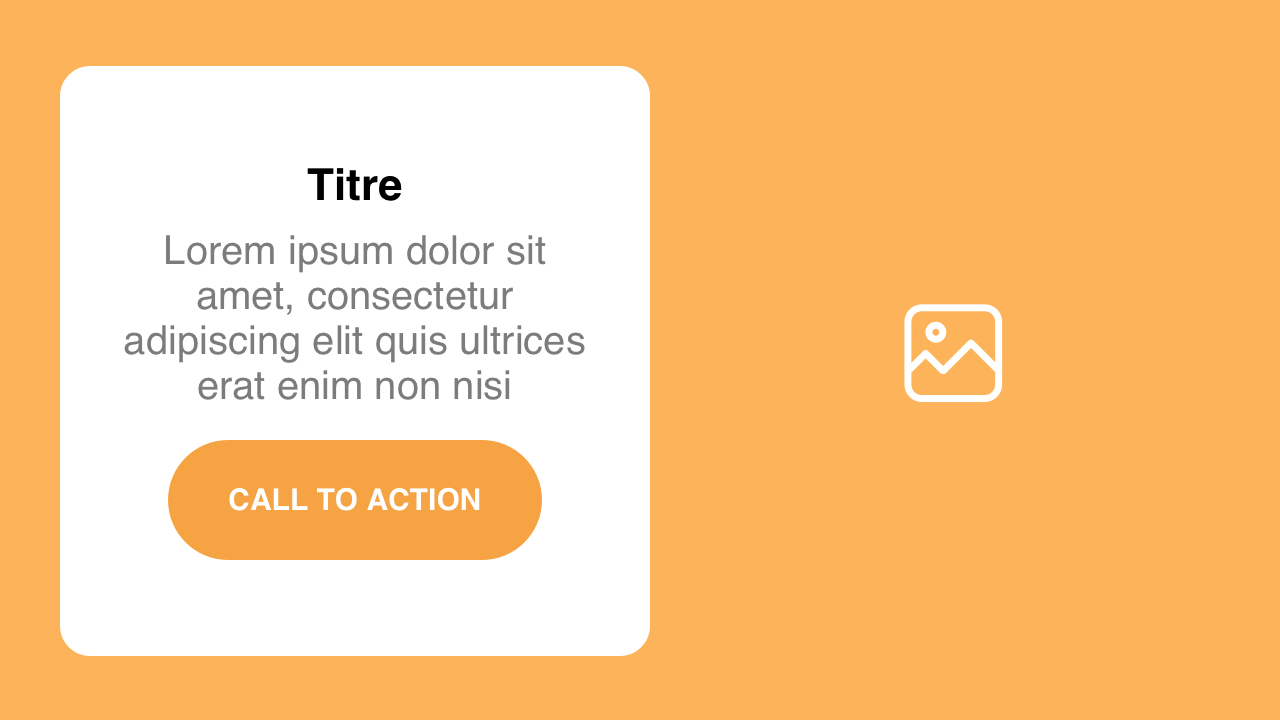 Titre
Lorem ipsum dolor sit
amet, consectetur
adipiscing elit quis ultrices
erat enim non nisi
CALL TO ACTION